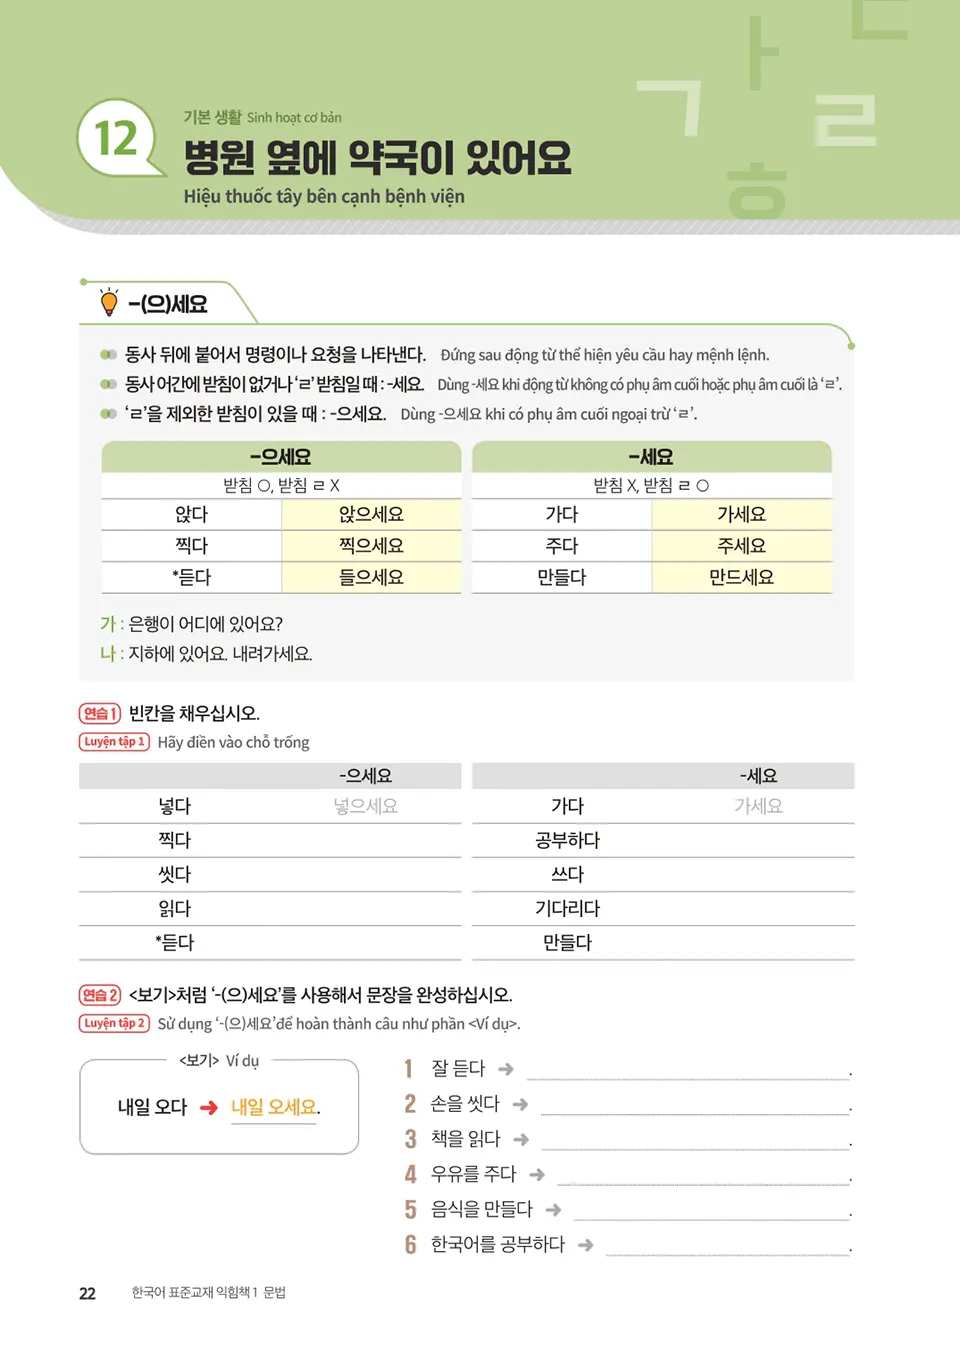 12
기본 생활 Sinh hoạt cơ bản
병원 옆에 약국이 있어요
Hiệu thuốc tây bên cạnh bệnh viện
ㄱ ㅏ ㄷ ㄹ ㅎ
-(으)세요
동사 뒤에 붙어서 명령이나 요청을 나타낸다. Đứng sau động từ thể hiện yêu cầu hay mệnh lệnh.
동사 어간에 받침이 없거나 ‘ㄹ’ 받침일 때 : -세요. Dùng -세요 khi động từ không có phụ âm cuối hoặc phụ âm cuối là ‘ㄹ’.
‘ㄹ’을 제외한 받침이 있을 때 : -으세요. Dùng -으세요 khi có phụ âm cuối ngoại trừ ‘ㄹ’.
-으세요 -세요
받침 O, 받침 ㄹ X 받침 X, 받침 ㄹ O
앉다 앉으세요 가다 가세요
찍다 찍으세요 주다 주세요
*듣다 들으세요 만들다 만드세요
가 : 은행이 어디에 있어요?
나 : 지하에 있어요. 내려가세요.
연습 1 빈칸을 채우십시오.
Luyện tập 1 Hãy điền vào chỗ trống
-으세요 -세요
넣다 넣으세요 가다 가세요
찍다 공부하다
씻다 쓰다
읽다 기다리다
*듣다 만들다
연습 2 <보기>처럼 ‘-(으)세요’를 사용해서 문장을 완성하십시오.
Luyện tập 2 Sử dụng ‘-(으)세요’để hoàn thành câu như phần <Ví dụ>.
<보기> Ví dụ
내일 오다 ➜ 내일 오세요.
1 잘 듣다 ➜ .
2 손을 씻다 ➜ .
3 책을 읽다 ➜ .
4 우유를 주다 ➜ .
5 음식을 만들다 ➜ .
6 한국어를 공부하다 ➜ .
22 한국어 표준교재 익힘책 1 문법